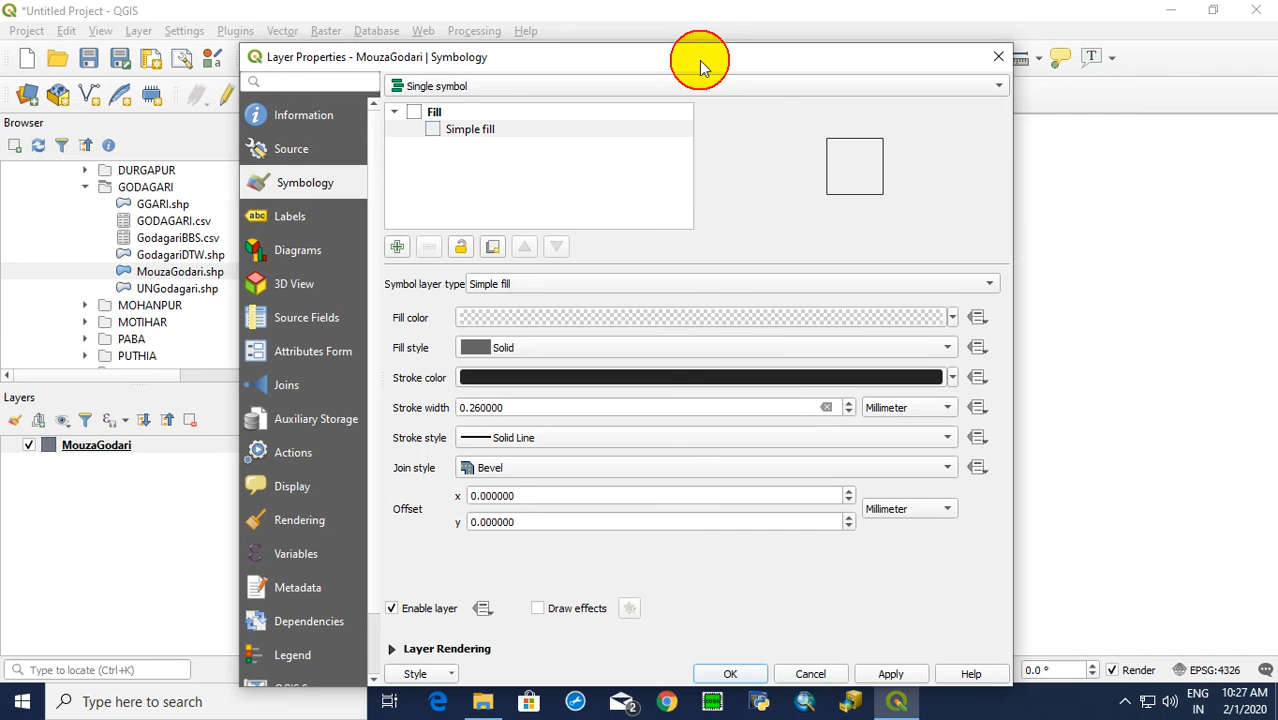 *Untitled Project - QGIS
Project Edit View Layer Settings Plugins Vector Raster Database Web Processing Help
Layer Properties - MouzaGodari | Symbology
Single symbol
Fill
Simple fill
Browser
DURGAPUR
GODAGARI
GGARI.shp
GODAGARI.csv
GodagariBBS.csv
GodagariDTW.shp
MouzaGodari.shp
UNGodagari.shp
MOHANPUR
MOTIHAR
PABA
PUTHIA
Layers
MouzaGodari
Information
Source
Symbology
abc Labels
Diagrams
3D View
Source Fields
Attributes Form
Joins
Auxiliary Storage
Actions
Display
Rendering
Variables
Metadata
Dependencies
Legend
Symbol layer type Simple fill
Fill color
Fill style Solid
Stroke color
Stroke width 0.260000 Millimeter
Stroke style Solid Line
Join style Bevel
Offset x 0.000000 Millimeter
y 0.000000
Enable layer Draw effects
Layer Rendering
Style OK Cancel Apply Help
Type to locate (Ctrl+K)
0.0 ° Render EPSG:4326
Type here to search
2
ENG 10:27 AM
IN 2/1/2020